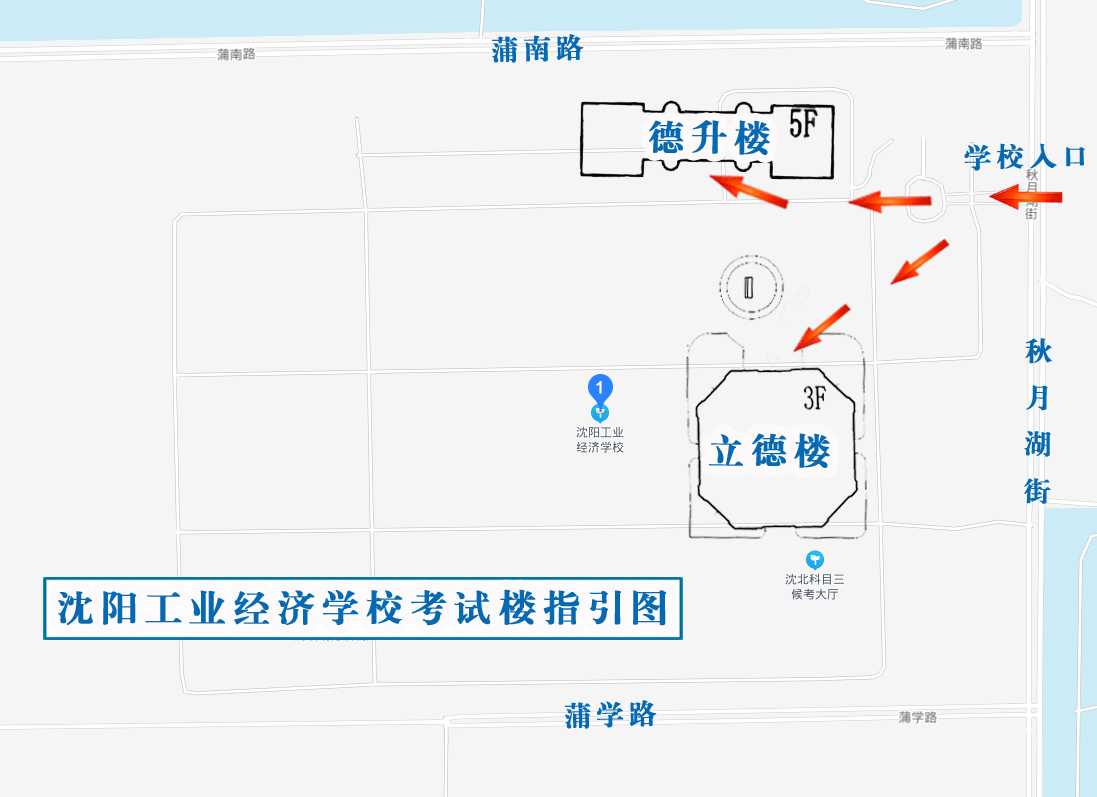 蒲南路
蒲南路
蒲南路
德升楼
5F
学校入口
秋月湖街
秋月湖街
3F
1
沈阳工业
经济学校
立德楼
沈北科目三
候考大厅
沈阳工业经济学校考试楼指引图
蒲学路
蒲学路